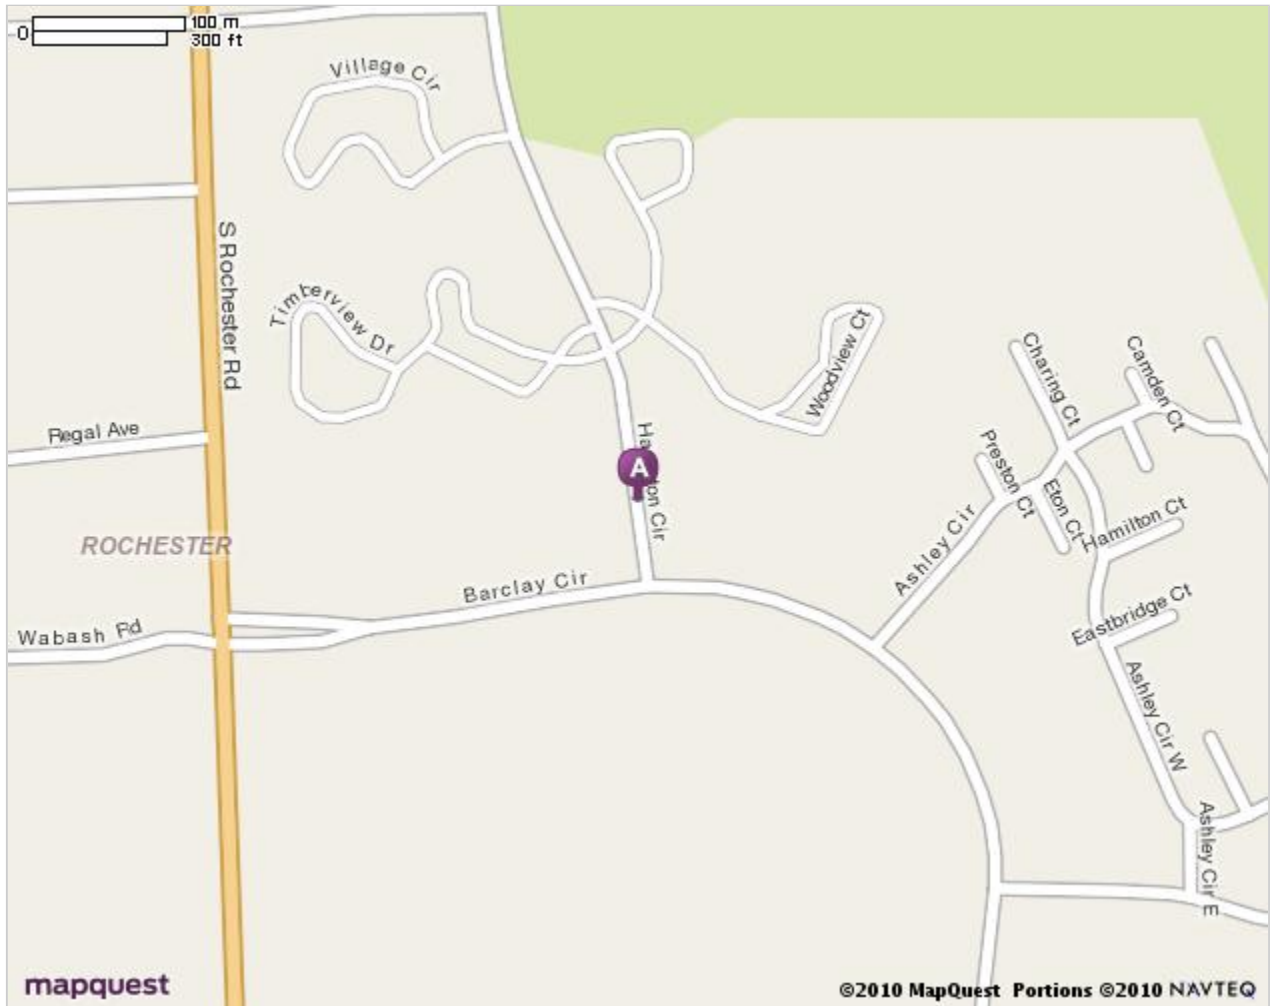 0
100 m
300 ft
Village Cir
S Rochester Rd
Timberview Dr
Woodview Ct
Charing Ct
Camden Ct
Regal Ave
A
Cir
Preston Ct
Eton Ct
Hamilton Ct
Ashley Cir
ROCHESTER
Barclay Cir
Eastbridge Ct
Wabash Rd
Ashley Cir W
Ashley Cir E
mapquest
©2010 MapQuest Portions ©2010 NAVTEQ